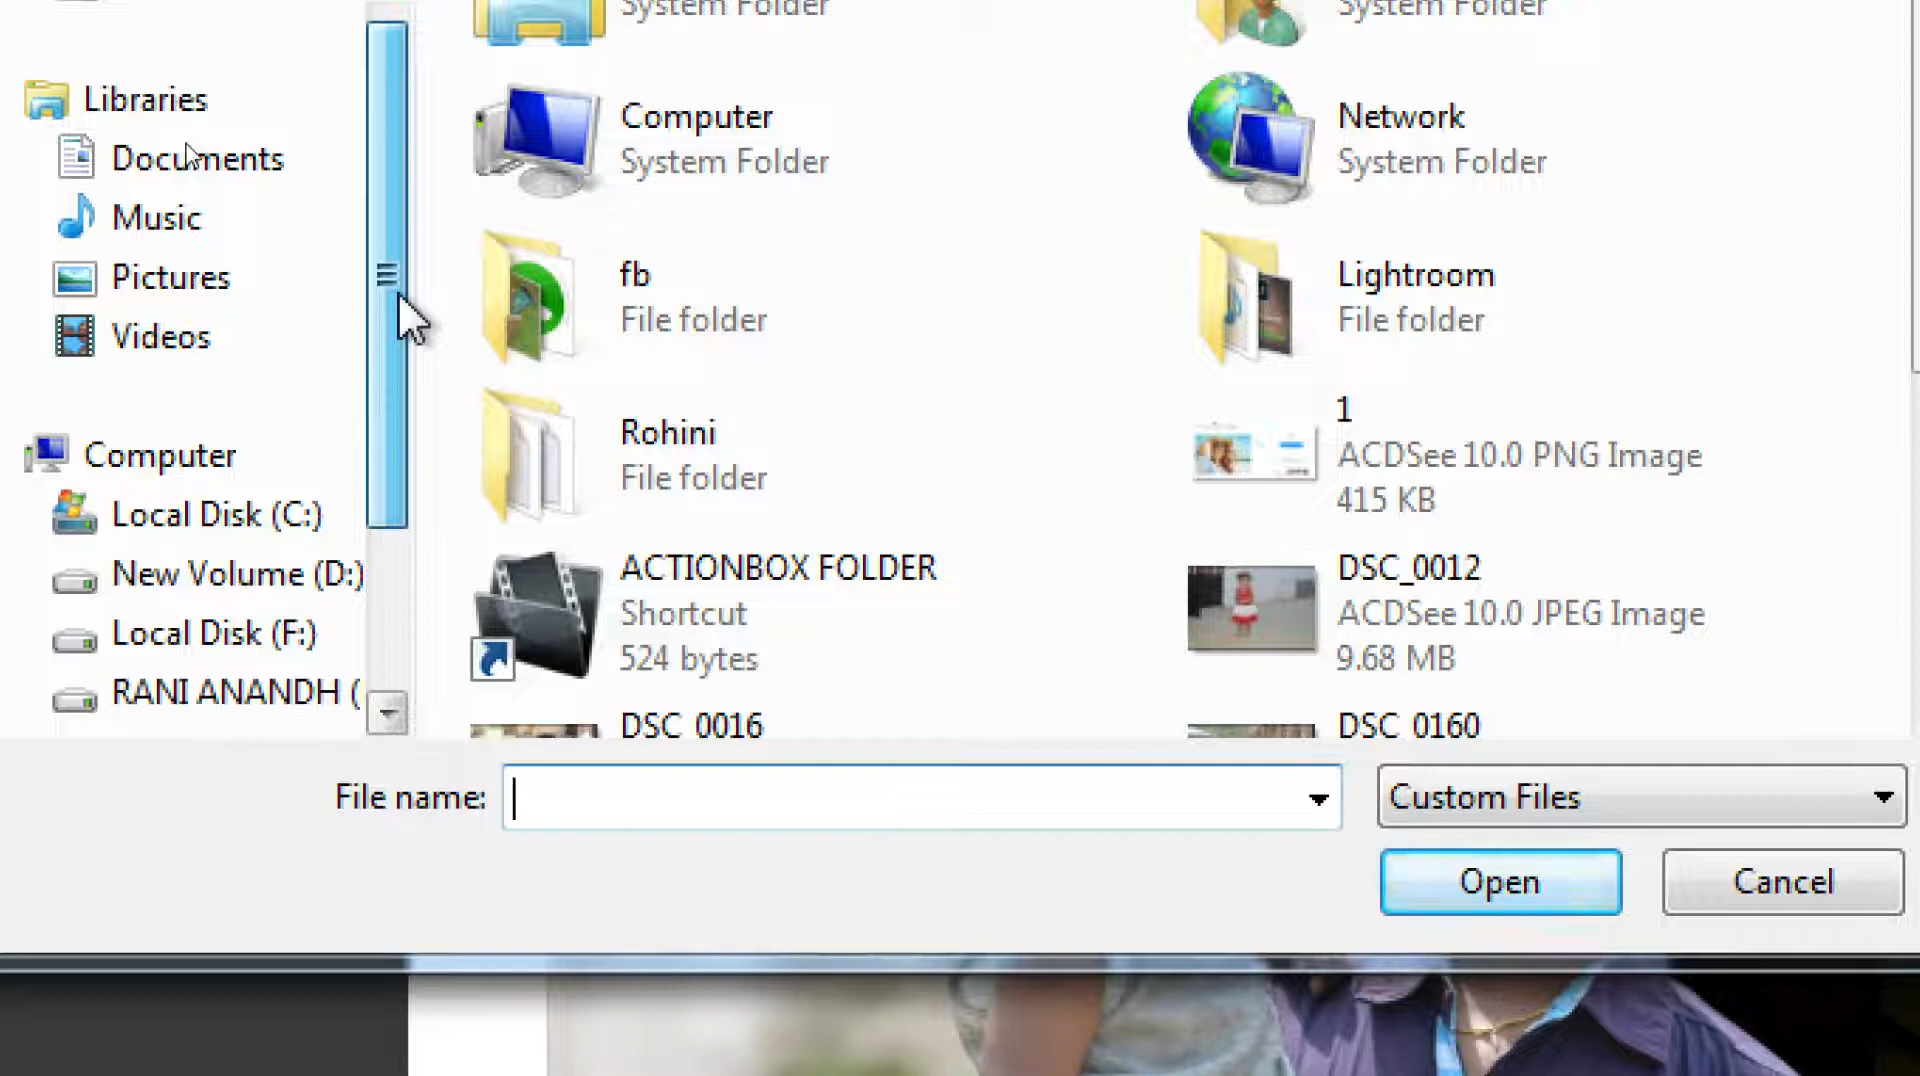 System Folder
System Folder
Libraries
Documents
Music
Pictures
Videos
Computer
Local Disk (C:)
New Volume (D:)
Local Disk (F:)
RANI ANANDH (
Computer
System Folder
Network
System Folder
fb
File folder
Lightroom
File folder
Rohini
File folder
1
ACDSee 10.0 PNG Image
415 KB
ACTIONBOX FOLDER
Shortcut
524 bytes
DSC_0012
ACDSee 10.0 JPEG Image
9.68 MB
DSC_0016
DSC_0160
File name:
Custom Files
Open
Cancel